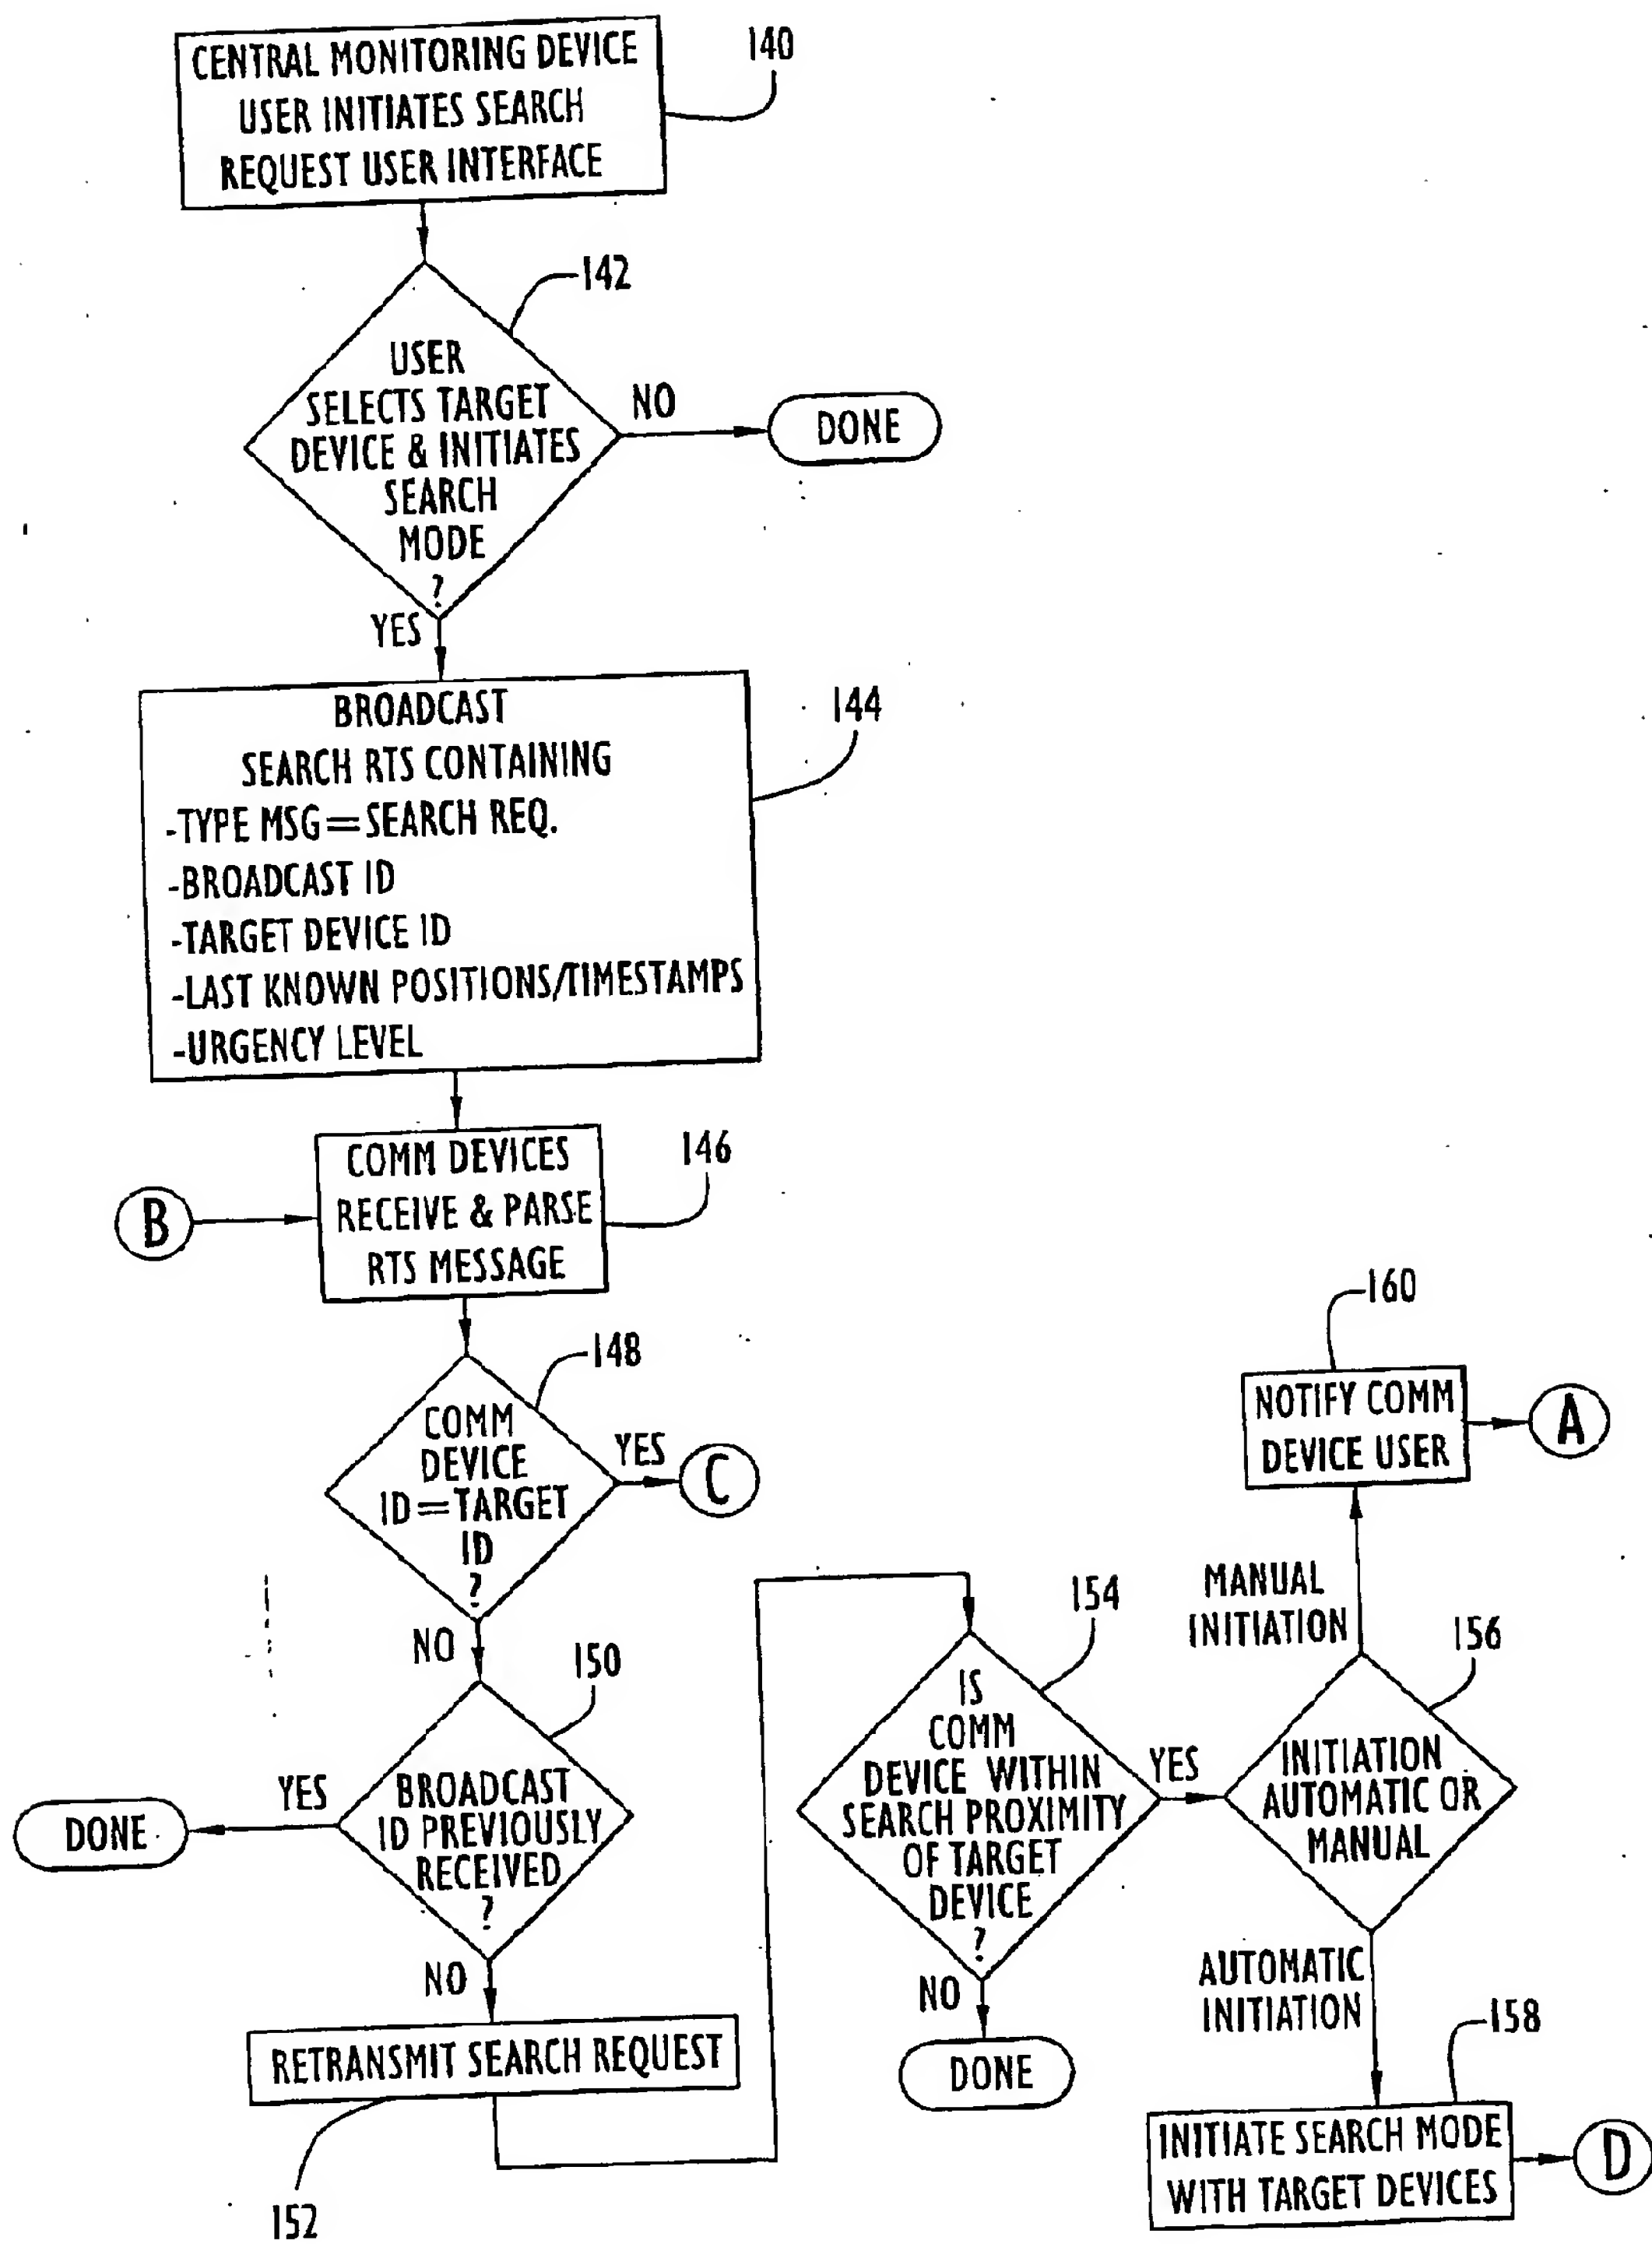 CENTRAL MONITORING DEVICE
USER INITIATES SEARCH
REQUEST USER INTERFACE
140
142
USER
SELECTS TARGET
DEVICE & INITIATES
SEARCH
MODE
?
NO
DONE
YES
144
BROADCAST
SEARCH RTS CONTAINING
-TYPE MSG=SEARCH REQ.
-BROADCAST ID
-TARGET DEVICE ID
-LAST KNOWN POSITIONS/TIMESTAMPS
-URGENCY LEVEL
B
COMM DEVICES
RECEIVE & PARSE
RTS MESSAGE
146
148
COMM
DEVICE
ID=TARGET
ID
?
YES
C
NO
150
BROADCAST
ID PREVIOUSLY
RECEIVED
?
YES
DONE
NO
RETRANSMIT SEARCH REQUEST
152
154
IS
COMM
DEVICE WITHIN
SEARCH PROXIMITY
OF TARGET
DEVICE
?
NO
DONE
YES
156
INITIATION
AUTOMATIC OR
MANUAL
MANUAL
INITIATION
160
NOTIFY COMM
DEVICE USER
A
AUTOMATIC
INITIATION
158
INITIATE SEARCH MODE
WITH TARGET DEVICES
D